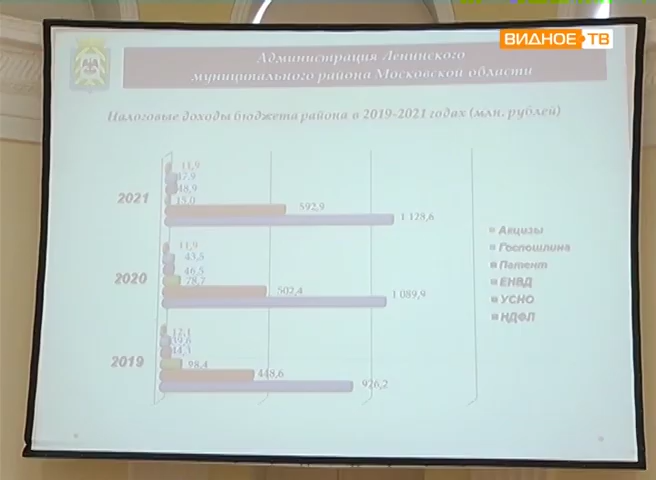 ВИДНОЕ ТВ
Администрация Ленинского
муниципального района Московской области
Налоговые доходы бюджета района в 2019-2021 годах (млн. рублей)
11,9
47,9
48,9
2021
15,0
592,9
1 128,6
11,9
43,5
46,5
2020
78,7
502,4
1 089,9
12,1
39,6
44,3
2019
98,4
448,6
926,2
Акцизы
Госпошлина
Патент
ЕНВД
УСНО
НДФЛ